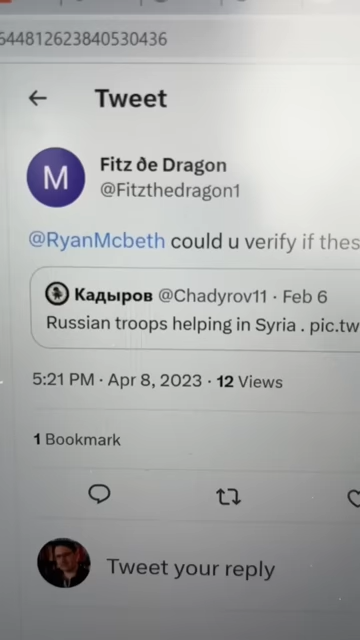 644812623840530436
Tweet
M
Fitz ðe Dragon
@Fitzthedragon1
@RyanMcbeth could u verify if thes
Кадыров @Chadyrov11 · Feb 6
Russian troops helping in Syria . pic.tw
5:21 PM · Apr 8, 2023 · 12 Views
1 Bookmark
Tweet your reply